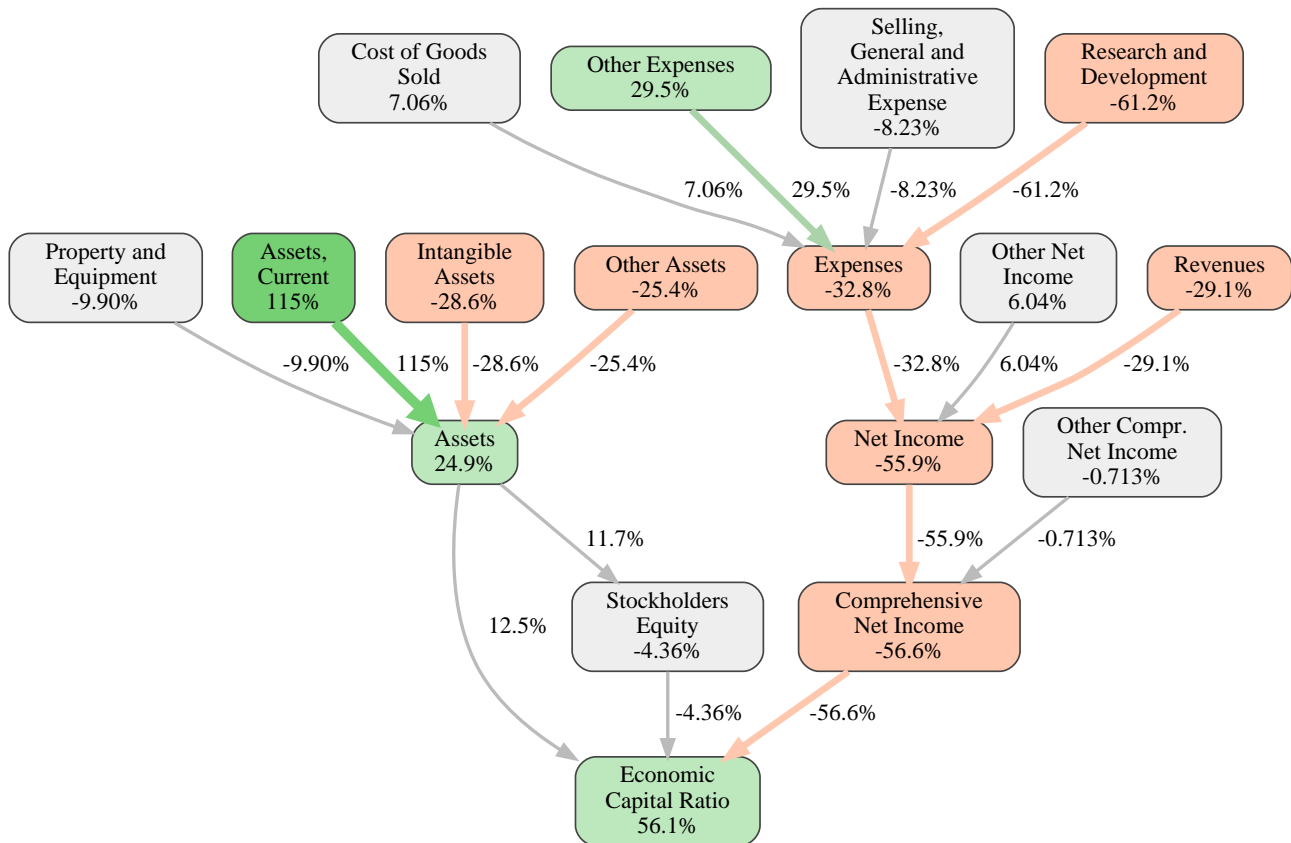 Cost of Goods
Sold
7.06%
Other Expenses
29.5%
Selling,
General and
Administrative
Expense
-8.23%
Research and
Development
-61.2%
7.06%
29.5%
-8.23%
-61.2%
Property and
Equipment
-9.90%
Assets,
Current
115%
Intangible
Assets
-28.6%
Other Assets
-25.4%
Expenses
-32.8%
Other Net
Income
6.04%
Revenues
-29.1%
-9.90%
115%
-28.6%
-25.4%
-32.8%
6.04%
-29.1%
Assets
24.9%
Net Income
-55.9%
Other Compr.
Net Income
-0.713%
11.7%
-55.9%
-0.713%
12.5%
Stockholders
Equity
-4.36%
Comprehensive
Net Income
-56.6%
-4.36%
-56.6%
Economic
Capital Ratio
56.1%